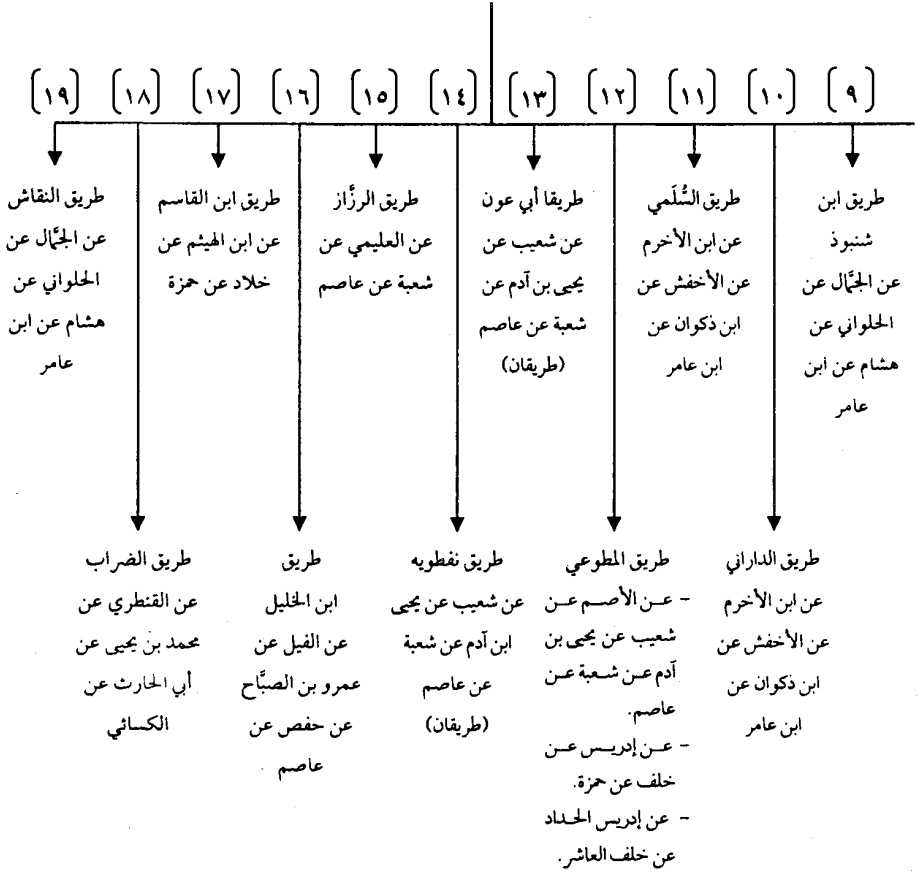 (٩) (١٠) (١١) (١٢) (١٣) (١٤) (١٥) (١٦) (١٧) (١٨) (١٩)
طريق ابن
شنبوذ
عن الجمَّال عن
الحلواني عن
هشام عن ابن
عامر
طريق الداراني
عن ابن الأخرم
عن الأخفش عن
ابن ذكوان عن
ابن عامر
طريق السُّلَمي
عن ابن الأخرم
عن الأخفش عن
ابن ذكوان عن
ابن عامر
طريق المطوعي
- عن الأصم عن
شعيب عن يحيى بن
آدم عن شعبة عن
عاصم.
- عن إدريس عن
خلف عن حمزة.
- عن إدريس الحداد
عن خلف العاشر.
طريقا أبي عون
عن شعيب عن
يحيى بن آدم عن
شعبة عن عاصم
(طريقان)
طريق نفطويه
عن شعيب عن يحيى
ابن آدم عن شعبة
عن عاصم
(طريقان)
طريق الرزَّاز
عن العليمي عن
شعبة عن عاصم
طريق
ابن الخليل
عن الفيل عن
عمرو بن الصبَّاح
عن حفص عن
عاصم
طريق ابن القاسم
عن ابن الهيثم عن
خلاد عن حمزة
طريق الضراب
عن القنطري عن
محمد بن يحيى عن
أبي الحارث عن
الكسائي
طريق النقاش
عن الجمَّال عن
الحلواني عن
هشام عن ابن
عامر